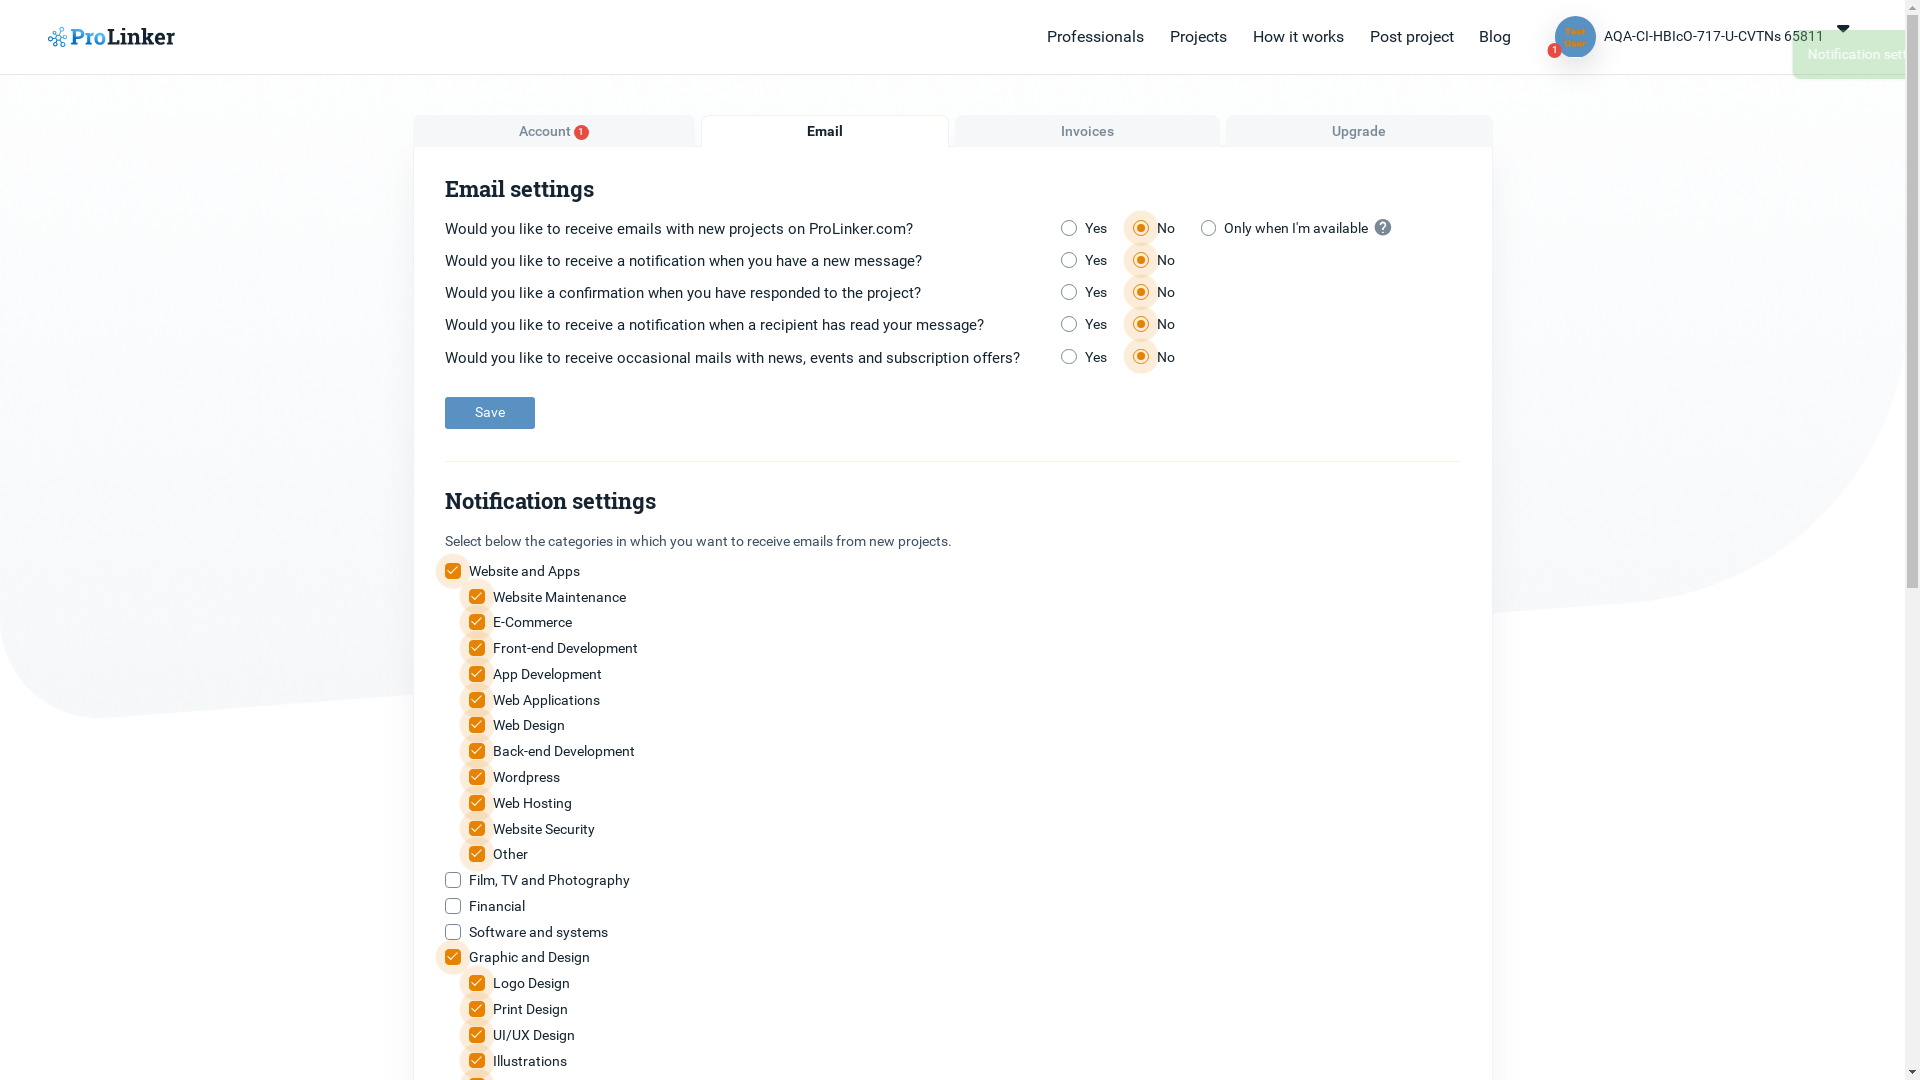 ProLinker
Professionals
Projects
How it works
Post project
Blog
1
AQA-CI-HBIcO-717-U-CVTNs 65811
Notification
Account 1
Email
Invoices
Upgrade
Email settings
Would you like to receive emails with new projects on ProLinker.com? Yes No Only when I'm available ?
Would you like to receive a notification when you have a new message? Yes No
Would you like a confirmation when you have responded to the project? Yes No
Would you like to receive a notification when a recipient has read your message? Yes No
Would you like to receive occasional mails with news, events and subscription offers? Yes No
Save
Notification settings
Select below the categories in which you want to receive emails from new projects.
Website and Apps
Website Maintenance
E-Commerce
Front-end Development
App Development
Web Applications
Web Design
Back-end Development
Wordpress
Web Hosting
Website Security
Other
Film, TV and Photography
Financial
Software and systems
Graphic and Design
Logo Design
Print Design
UI/UX Design
Illustrations